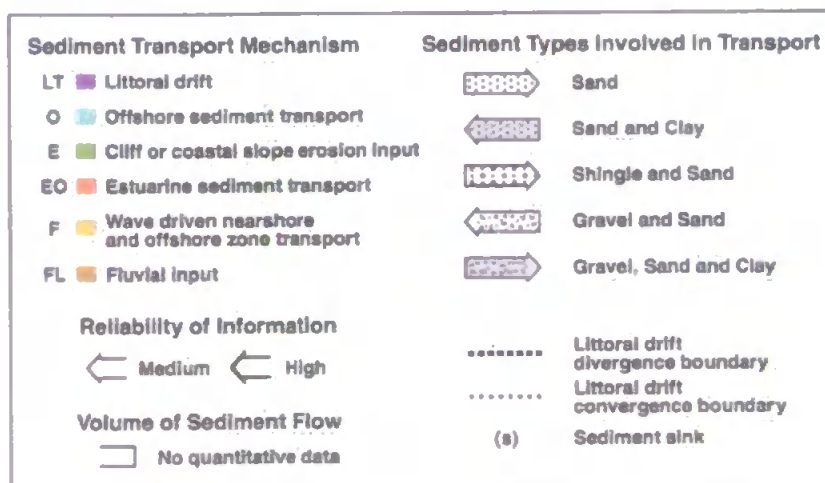 Sediment Transport Mechanism
LT Littoral drift
O Offshore sediment transport
E Cliff or coastal slope erosion input
EO Estuarine sediment transport
F Wave driven nearshore
and offshore zone transport
FL Fluvial input
Reliability of Information
Medium High
Volume of Sediment Flow
No quantitative data
Sediment Types Involved in Transport
Sand
Sand and Clay
Shingle and Sand
Gravel and Sand
Gravel, Sand and Clay
Littoral drift
divergence boundary
Littoral drift
convergence boundary
(s) Sediment sink